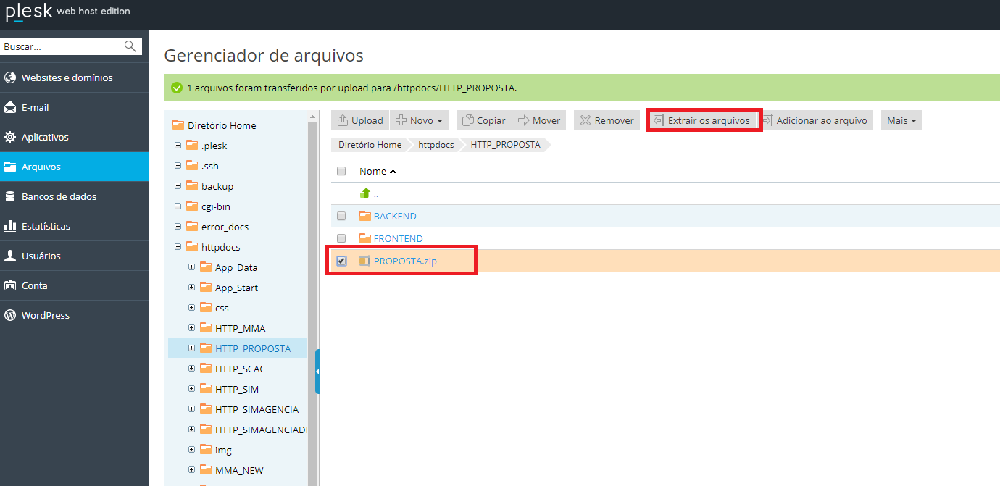 plesk web host edition
Buscar...
Websites e domínios
E-mail
Aplicativos
Arquivos
Bancos de dados
Estatísticas
Usuários
Conta
WordPress
Gerenciador de arquivos
1 arquivos foram transferidos por upload para /httpdocs/HTTP_PROPOSTA.
Diretório Home
.plesk
.ssh
backup
cgi-bin
error_docs
httpdocs
App_Data
App_Start
css
HTTP_MMA
HTTP_PROPOSTA
HTTP_SCAC
HTTP_SIM
HTTP_SIMAGENCIA
HTTP_SIMAGENCIADI
img
MMA_NEW
Upload Novo Copiar Mover Remover Extrair os arquivos Adicionar ao arquivo Mais
Diretório Home httpdocs HTTP_PROPOSTA
Nome
..
BACKEND
FRONTEND
PROPOSTA.zip